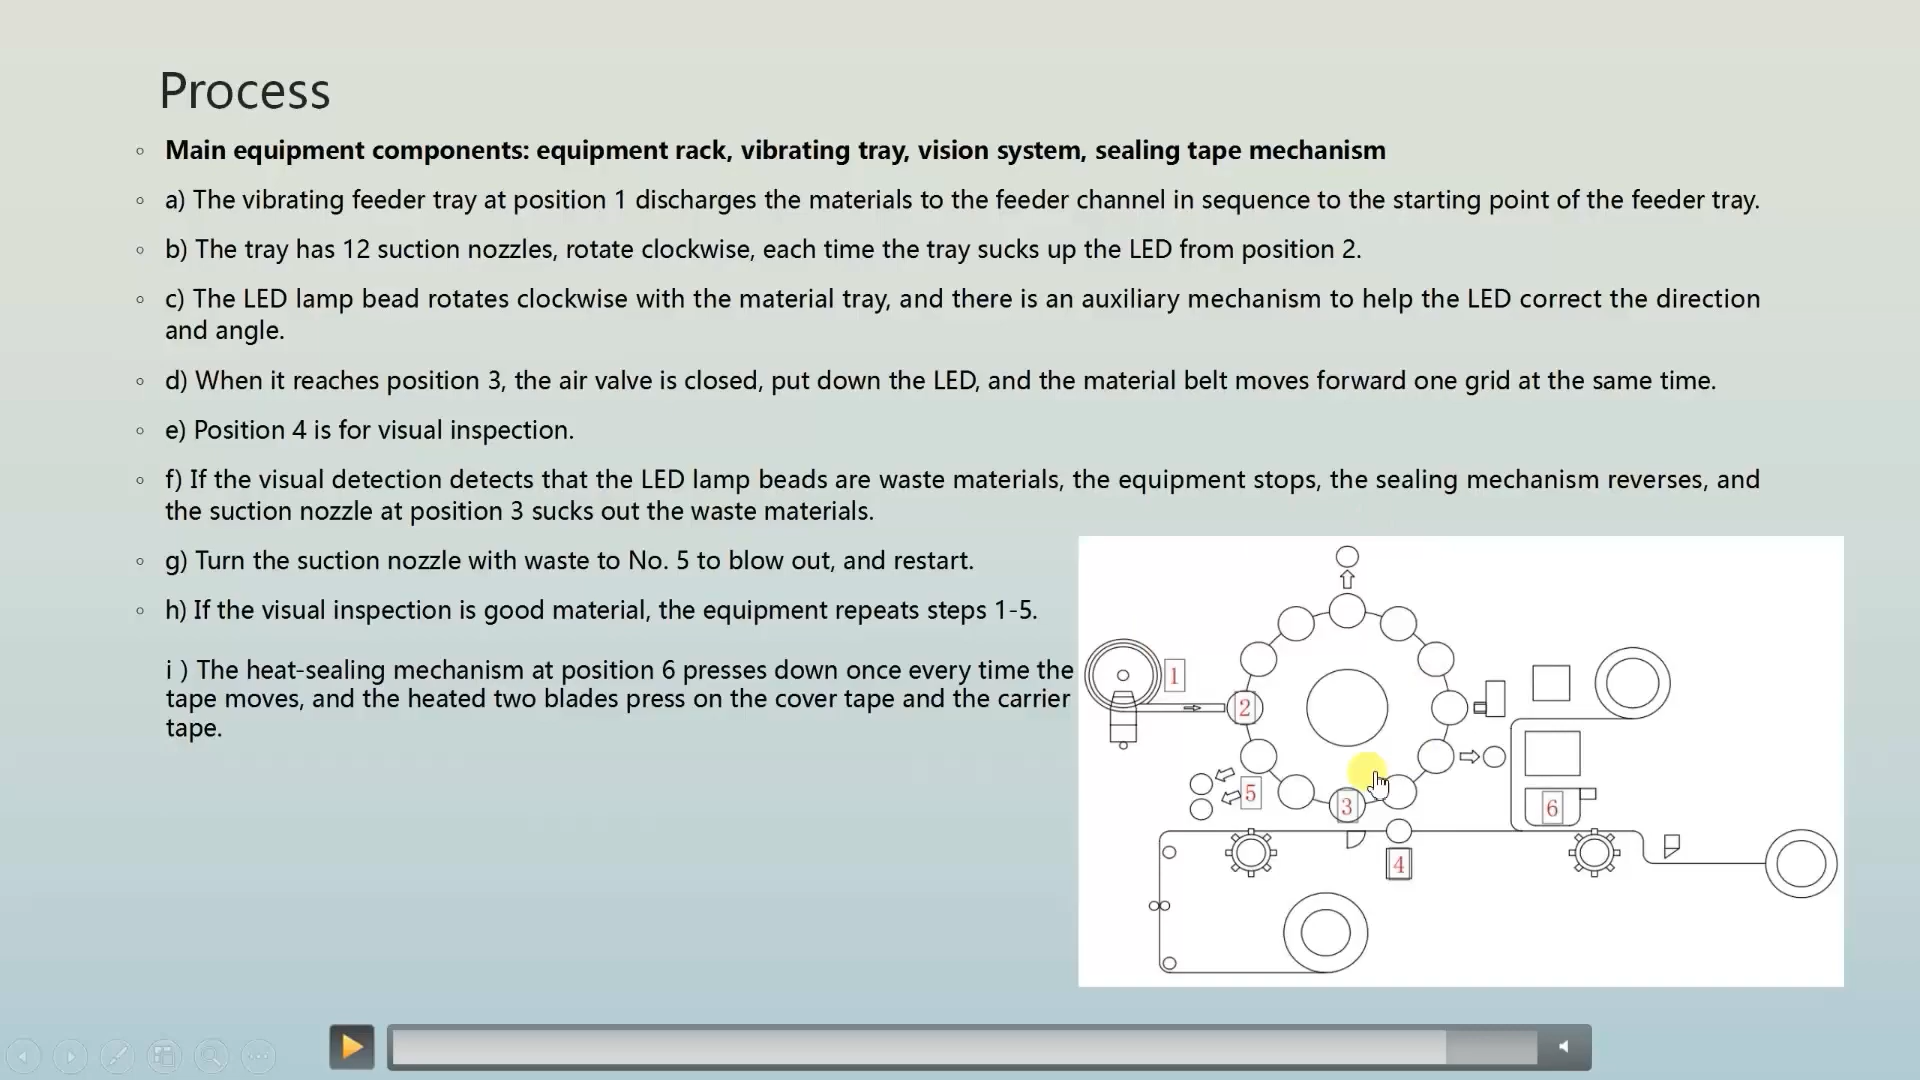 Process
Main equipment components: equipment rack, vibrating tray, vision system, sealing tape mechanism
a) The vibrating feeder tray at position 1 discharges the materials to the feeder channel in sequence to the starting point of the feeder tray.
b) The tray has 12 suction nozzles, rotate clockwise, each time the tray sucks up the LED from position 2.
c) The LED lamp bead rotates clockwise with the material tray, and there is an auxiliary mechanism to help the LED correct the direction
and angle.
d) When it reaches position 3, the air valve is closed, put down the LED, and the material belt moves forward one grid at the same time.
e) Position 4 is for visual inspection.
f) If the visual detection detects that the LED lamp beads are waste materials, the equipment stops, the sealing mechanism reverses, and
the suction nozzle at position 3 sucks out the waste materials.
g) Turn the suction nozzle with waste to No. 5 to blow out, and restart.
h) If the visual inspection is good material, the equipment repeats steps 1-5.
i ) The heat-sealing mechanism at position 6 presses down once every time the
tape moves, and the heated two blades press on the cover tape and the carrier
tape.
1
2
5
3
6
4